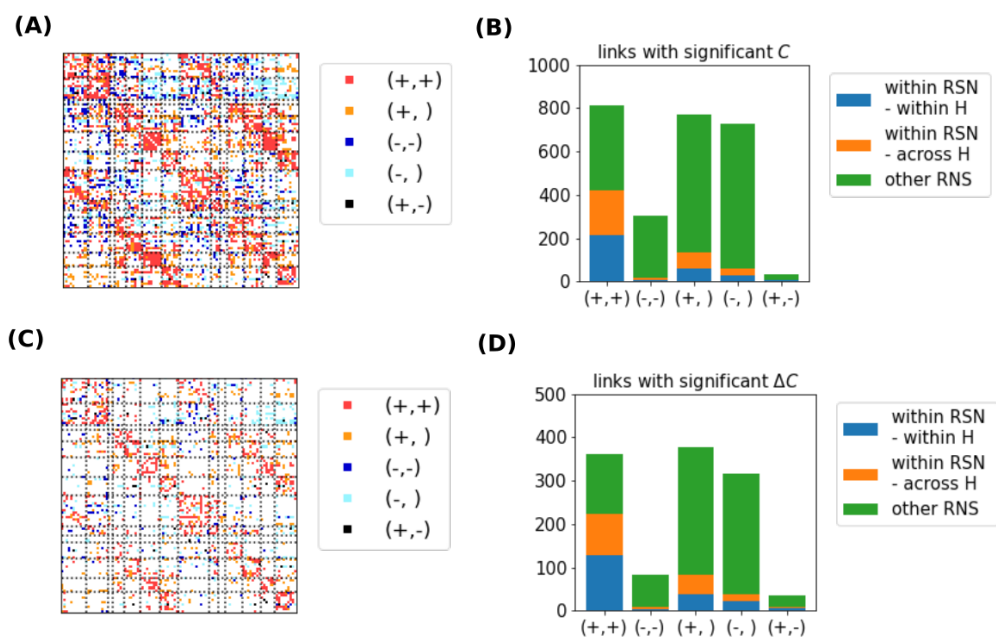 (A)
(+,+)
(+, )
(-,-)
(-, )
(+,-)
(B)
links with significant C
1000
800
600
400
200
0
(+,+) (-,-) (+, ) (-, ) (+,-)
within RSN
- within H
within RSN
- across H
other RNS
(C)
(+,+)
(+, )
(-,-)
(-, )
(+,-)
(D)
links with significant ΔC
500
400
300
200
100
0
(+,+) (-,-) (+, ) (-, ) (+,-)
within RSN
- within H
within RSN
- across H
other RNS